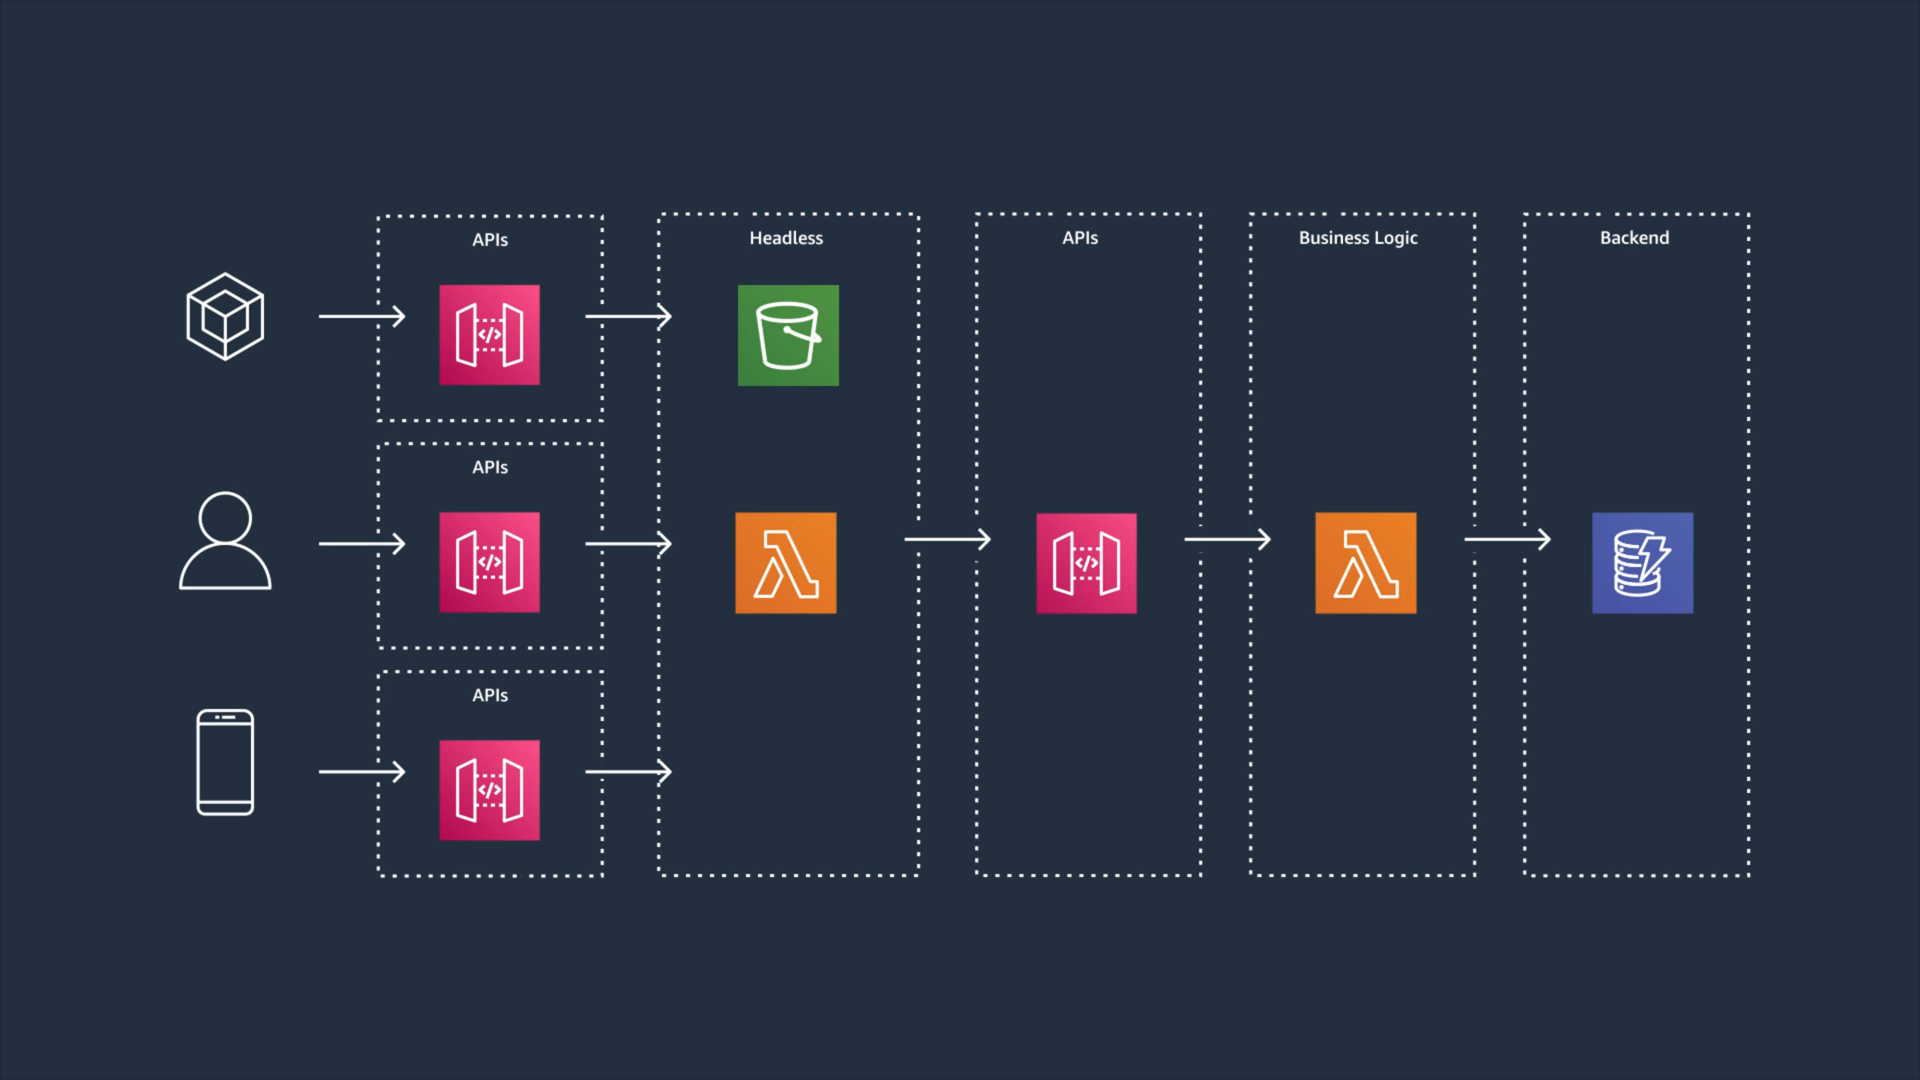 APIs
Headless
APIs
Business Logic
Backend
</>
APIs
</>
</>
APIs
</>